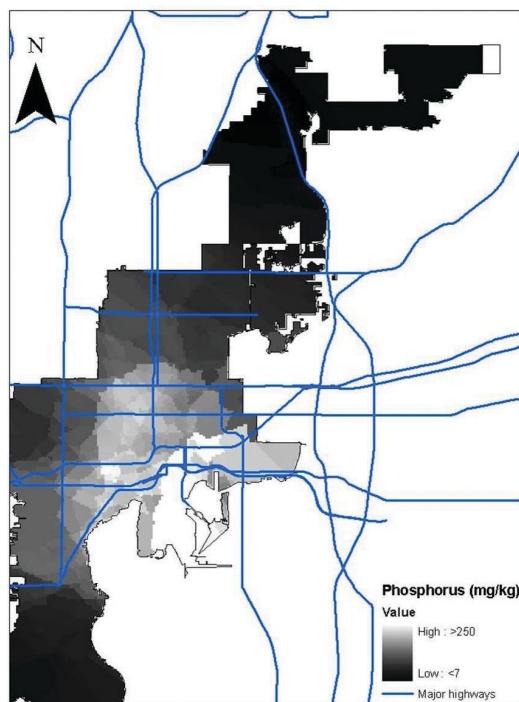 N
Phosphorus (mg/kg)
Value
High : >250
Low : <7
Major highways